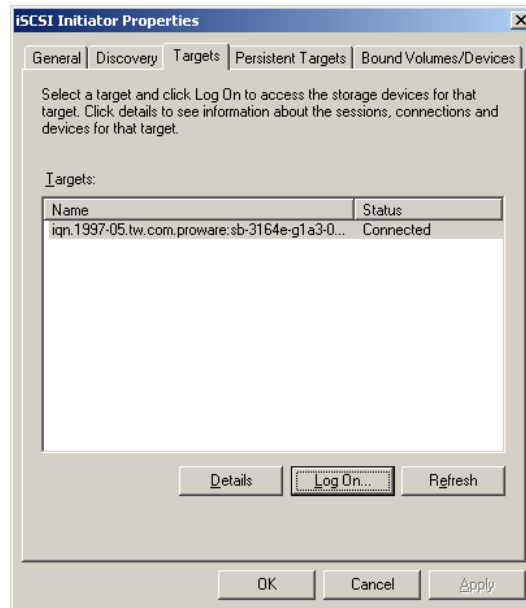 iSCSI Initiator Properties
General Discovery Targets Persistent Targets Bound Volumes/Devices
Select a target and click Log On to access the storage devices for that
target. Click details to see information about the sessions, connections and
devices for that target.
Targets:
Name Status
iqn.1997-05.tw.com.proware:sb-3164e-g1a3-0... Connected
Details Log On... Refresh
OK Cancel Apply